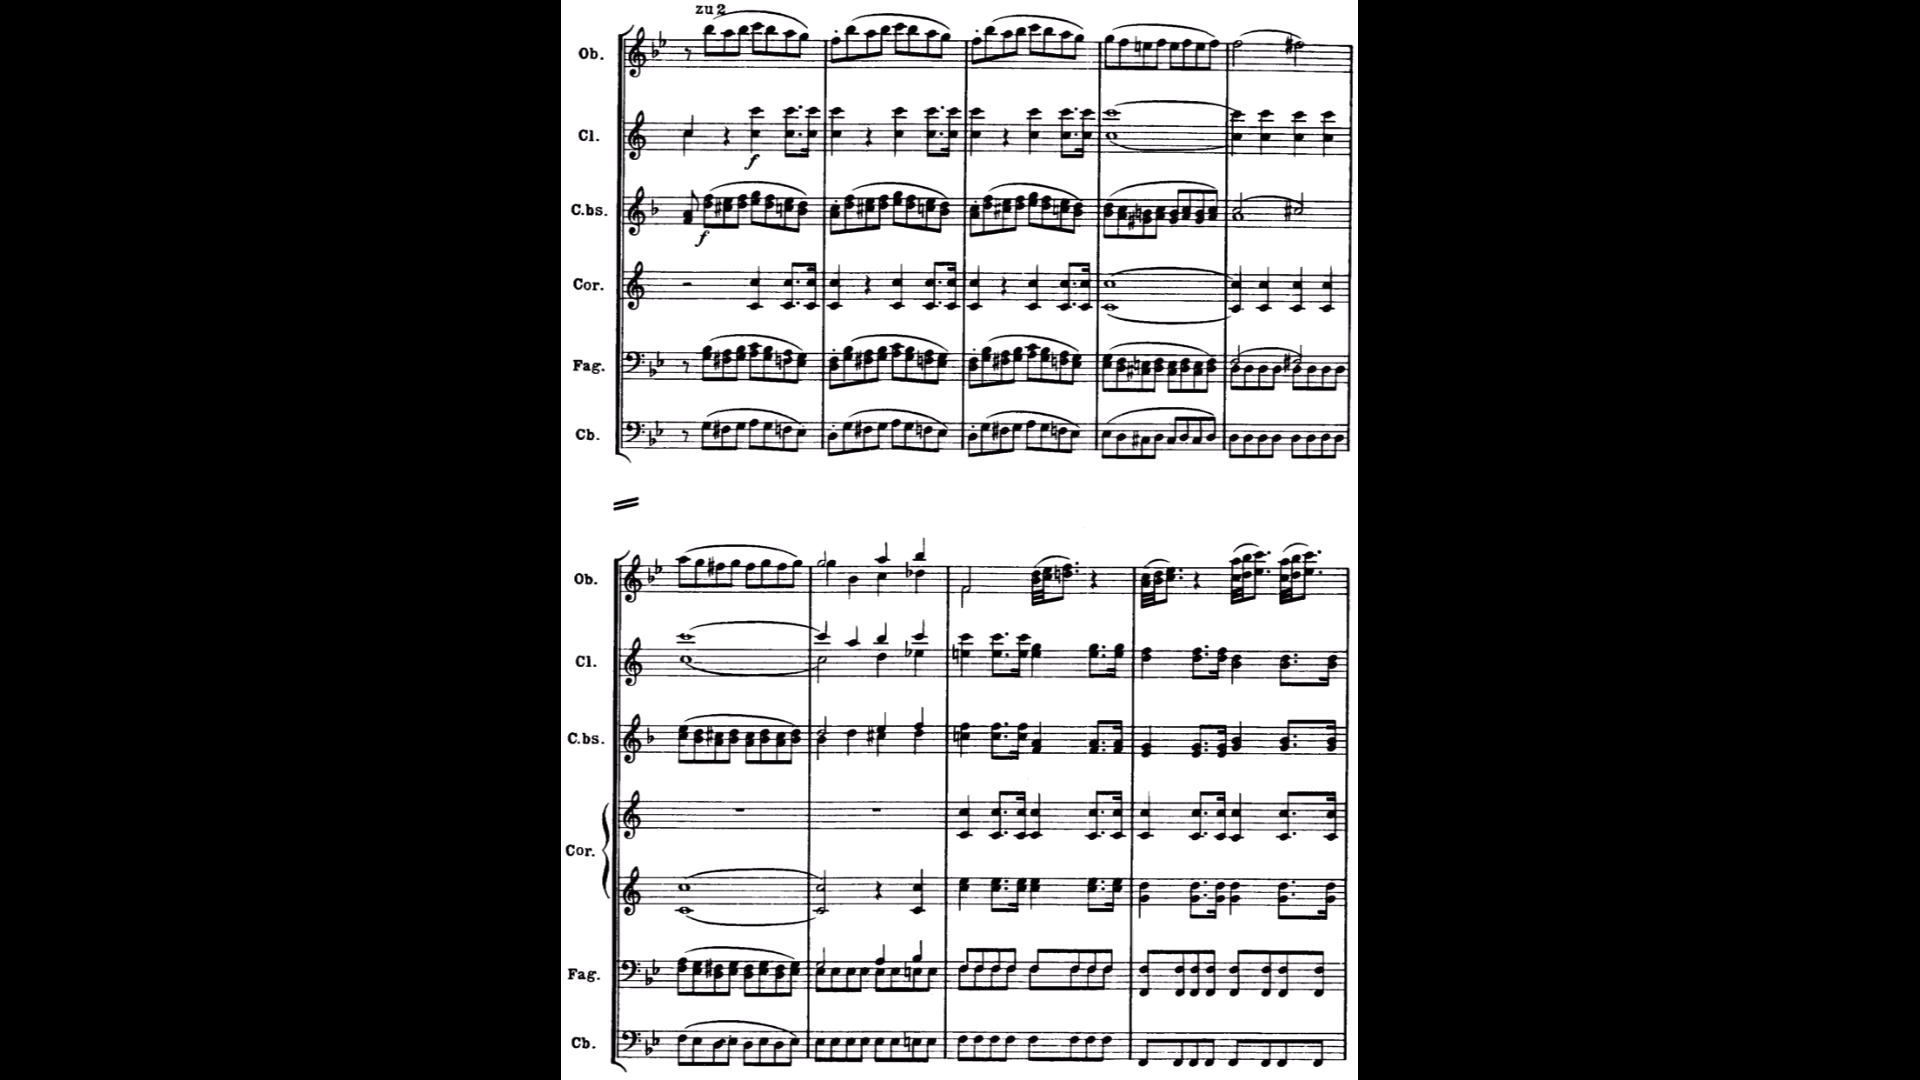 zu 2
Ob.
Cl.
f
C.bs.
f
Cor.
Fag.
Cb.
Ob.
Cl.
C.bs.
Cor.
Fag.
Cb.